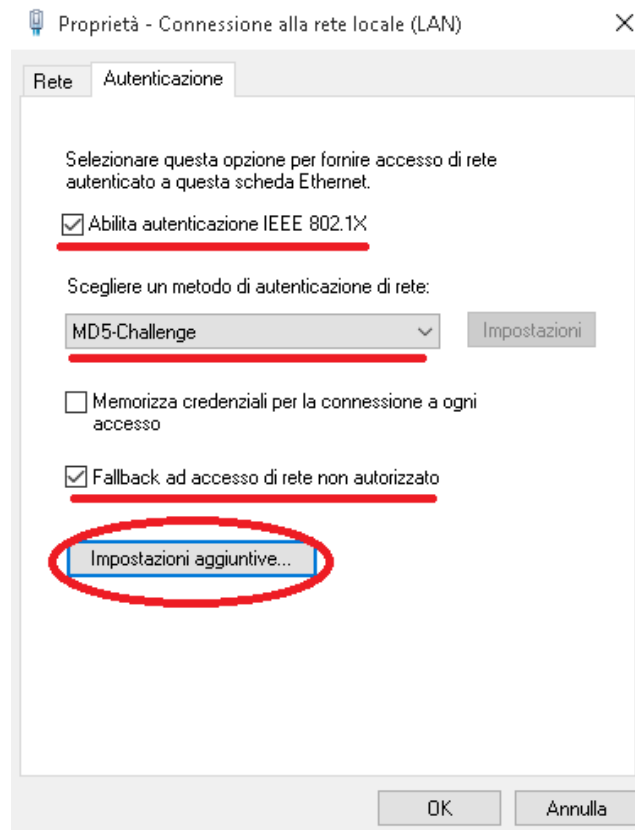 Proprietà - Connessione alla rete locale (LAN)
Rete
Autenticazione
Selezionare questa opzione per fornire accesso di rete
autenticato a questa scheda Ethernet.
Abilita autenticazione IEEE 802.1X
Scegliere un metodo di autenticazione di rete:
MD5-Challenge
Impostazioni
Memorizza credenziali per la connessione a ogni
accesso
Fallback ad accesso di rete non autorizzato
Impostazioni aggiuntive...
OK
Annulla